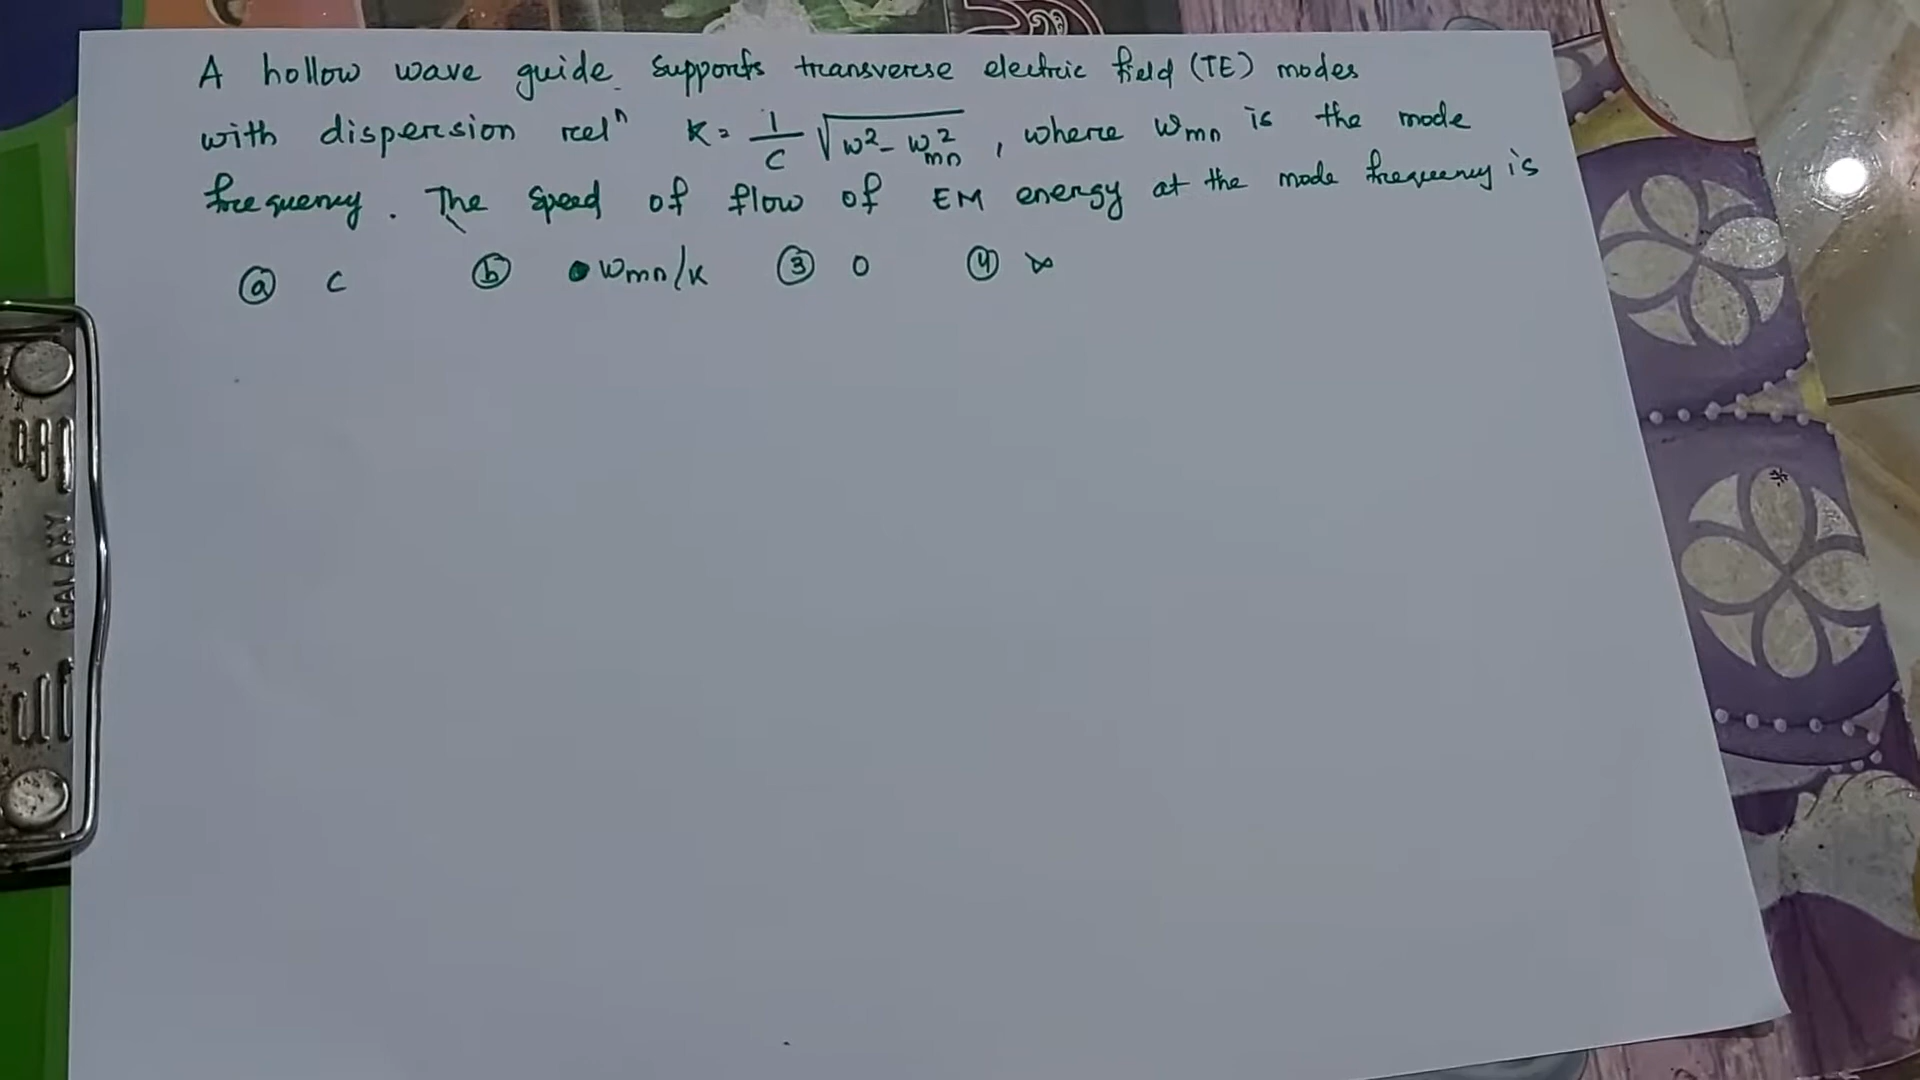 A hollow wave guide supports transverse electric field (TE) modes
with dispersion relⁿ K = 1/C √(ω² - ω²mn) , where ωmn is the mode
frequency. The speed of flow of EM energy at the mode frequency is
ⓐ C ⓑ ωmn/K ③ 0 ④ ∞
GALAXY